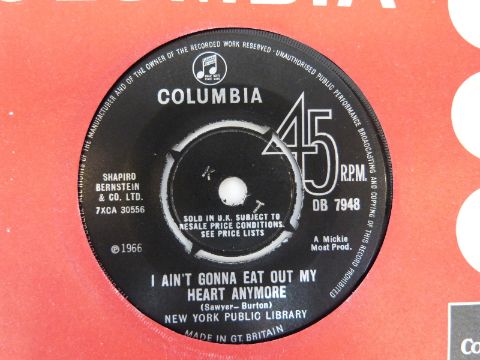 COLUMBIA
ALL RIGHTS OF THE MANUFACTURER AND OF THE OWNER OF THE RECORDED WORK RESERVED · UNAUTHORISED PUBLIC PERFORMANCE BROADCASTING AND COPYING OF THIS RECORD PROHIBITED
COLUMBIA
45
R.P.M.
DB 7948
SHAPIRO
BERNSTEIN
& CO. LTD.
7XCA 30556
K
T
SOLD IN U.K. SUBJECT TO
RESALE PRICE CONDITIONS,
SEE PRICE LISTS
℗ 1966
A Mickie
Most Prod.
I AIN'T GONNA EAT OUT MY
HEART ANYMORE
(Sawyer—Burton)
NEW YORK PUBLIC LIBRARY
MADE IN GT. BRITAIN
Co